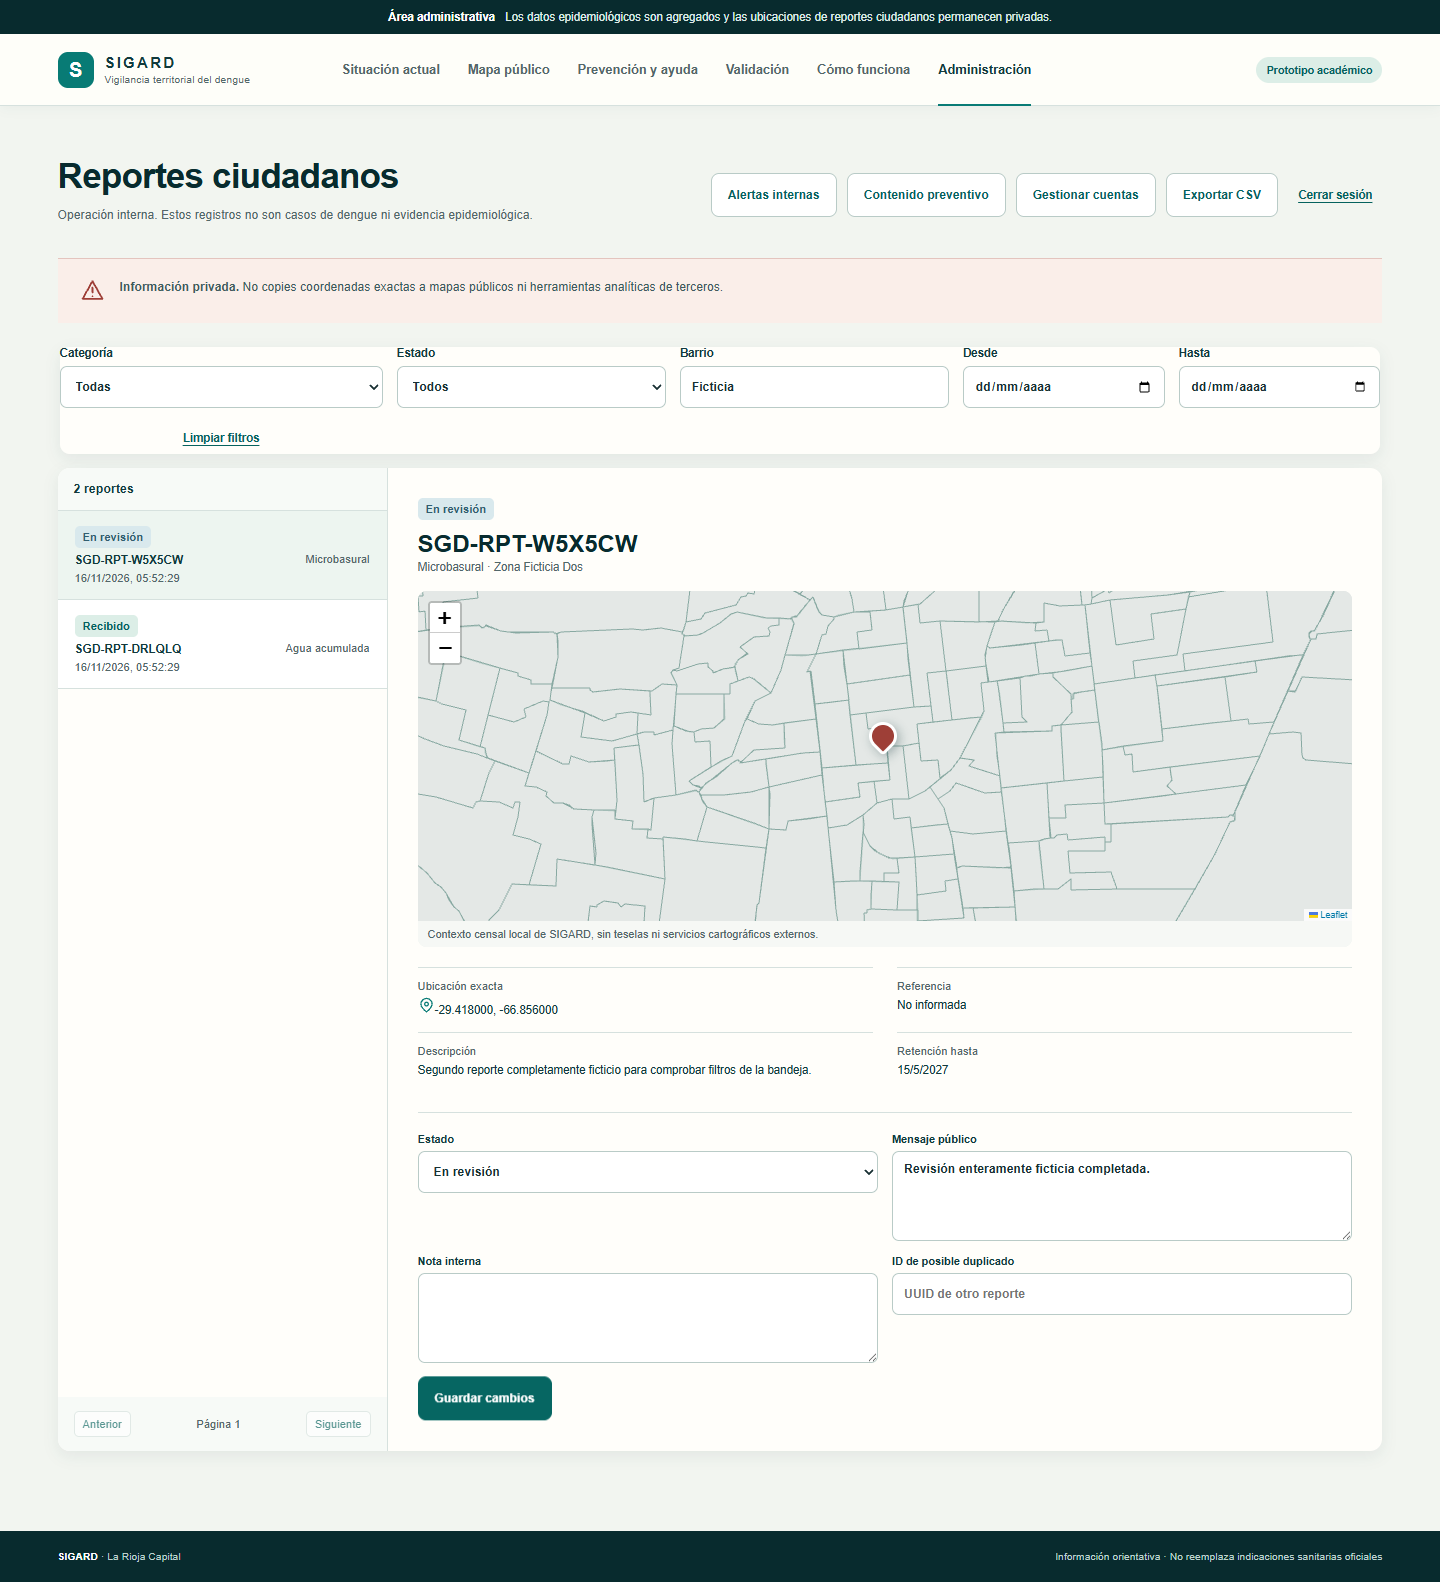 Área administrativa Los datos epidemiológicos son agregados y las ubicaciones de reportes ciudadanos permanecen privadas.
S
SIGARD
Vigilancia territorial del dengue
Situación actual
Mapa público
Prevención y ayuda
Validación
Cómo funciona
Administración
Prototipo académico
Reportes ciudadanos
Operación interna. Estos registros no son casos de dengue ni evidencia epidemiológica.
Alertas internas
Contenido preventivo
Gestionar cuentas
Exportar CSV
Cerrar sesión
Información privada. No copies coordenadas exactas a mapas públicos ni herramientas analíticas de terceros.
Categoría
Todas
Estado
Todos
Barrio
Ficticia
Desde
dd/mm/aaaa
Hasta
dd/mm/aaaa
Limpiar filtros
2 reportes
En revisión
SGD-RPT-W5X5CW
Microbasural
16/11/2026, 05:52:29
Recibido
SGD-RPT-DRLQLQ
Agua acumulada
16/11/2026, 05:52:29
Anterior
Página 1
Siguiente
En revisión
SGD-RPT-W5X5CW
Microbasural · Zona Ficticia Dos
+
−
Leaflet
Contexto censal local de SIGARD, sin teselas ni servicios cartográficos externos.
Ubicación exacta
-29.418000, -66.856000
Referencia
No informada
Descripción
Segundo reporte completamente ficticio para comprobar filtros de la bandeja.
Retención hasta
15/5/2027
Estado
En revisión
Mensaje público
Revisión enteramente ficticia completada.
Nota interna
ID de posible duplicado
UUID de otro reporte
Guardar cambios
SIGARD · La Rioja Capital
Información orientativa · No reemplaza indicaciones sanitarias oficiales